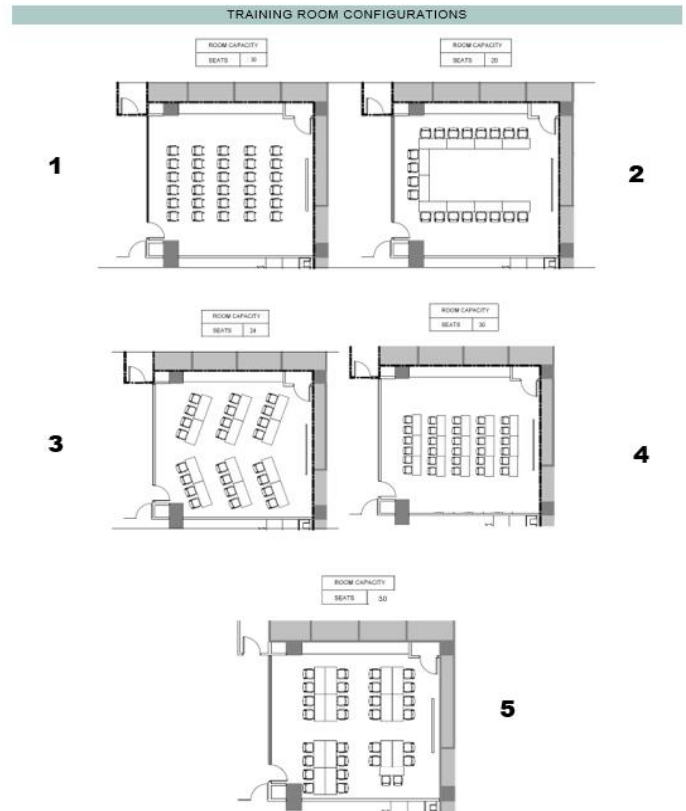 TRAINING ROOM CONFIGURATIONS
ROOM CAPACITY
SEATS 30
ROOM CAPACITY
SEATS 20
1
2
ROOM CAPACITY
SEATS 24
ROOM CAPACITY
SEATS 30
3
4
ROOM CAPACITY
SEATS 30
5